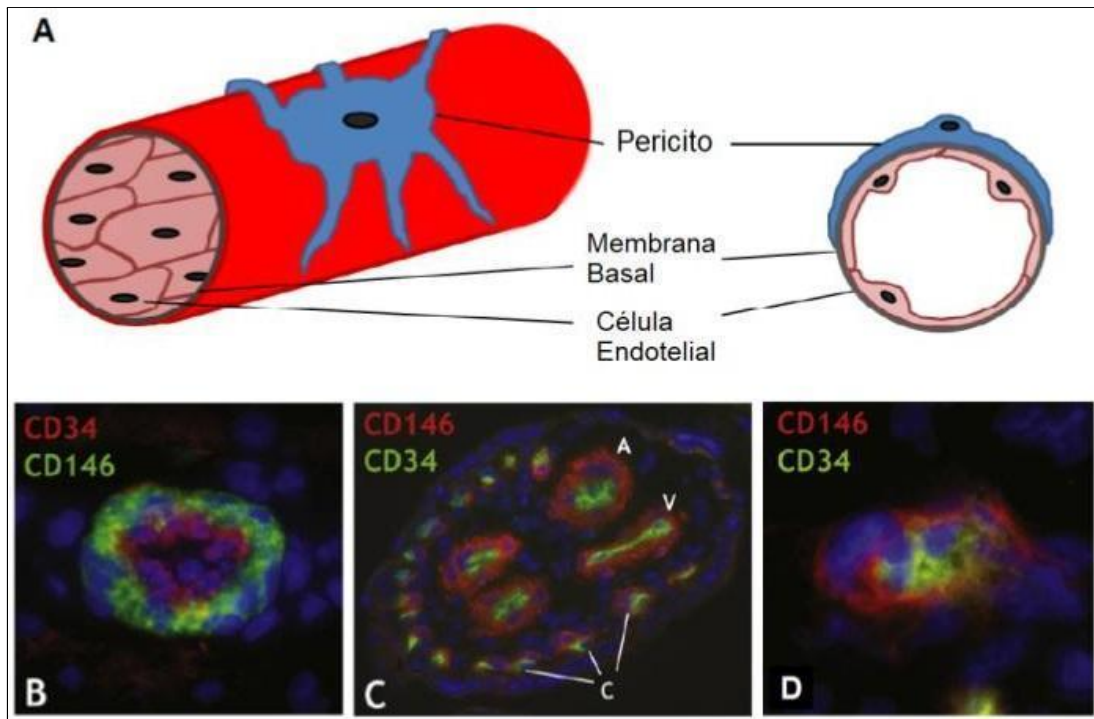 A
Pericito
Membrana
Basal
Célula
Endotelial
CD34
CD146
B
CD146
CD34
A
V
C
C
CD146
CD34
D